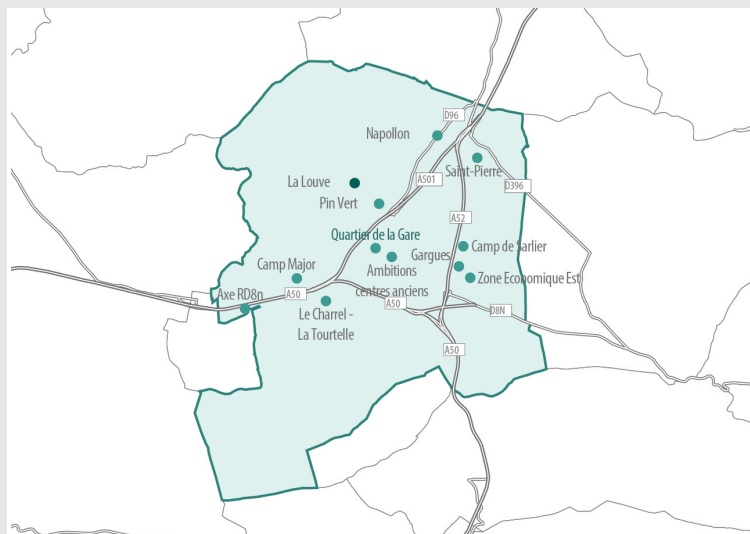 D96
Napollon
Saint-Pierre
A501
La Louve
D396
Pin Vert
A52
Quartier de la Gare
Camp de Sarlier
Gargues
Camp Major
Ambitions
centres anciens
Zone Economique Est
Axe RD8n
A50
A50
D8N
Le Charrel -
La Tourtelle
A50